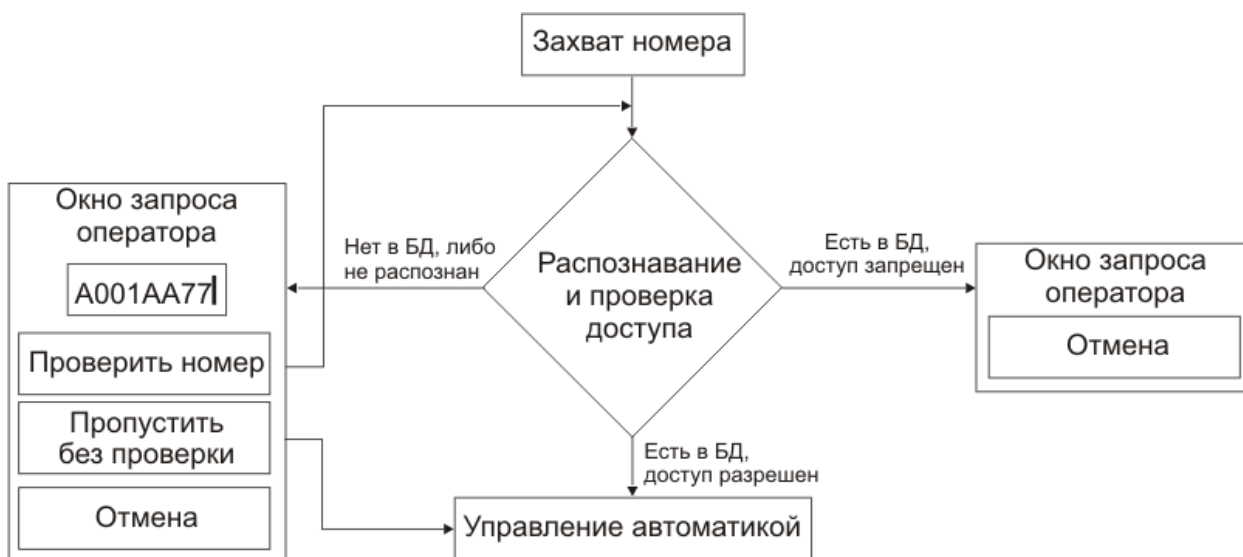 Захват номера
Окно запроса
оператора
A001AA77
Проверить номер
Пропустить
без проверки
Отмена
Нет в БД, либо
не распознан
Распознавание
и проверка
доступа
Есть в БД,
доступ запрещен
Окно запроса
оператора
Отмена
Есть в БД,
доступ разрешен
Управление автоматикой